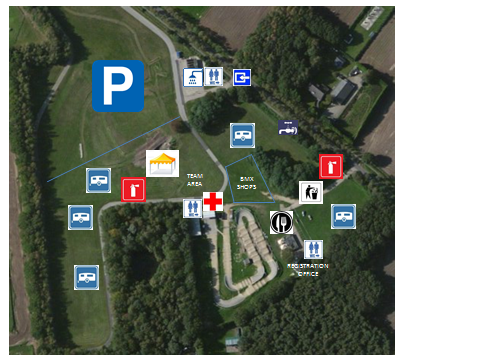 P
TEAM
AREA
BMX
SHOPS
REGISTRATION
OFFICE